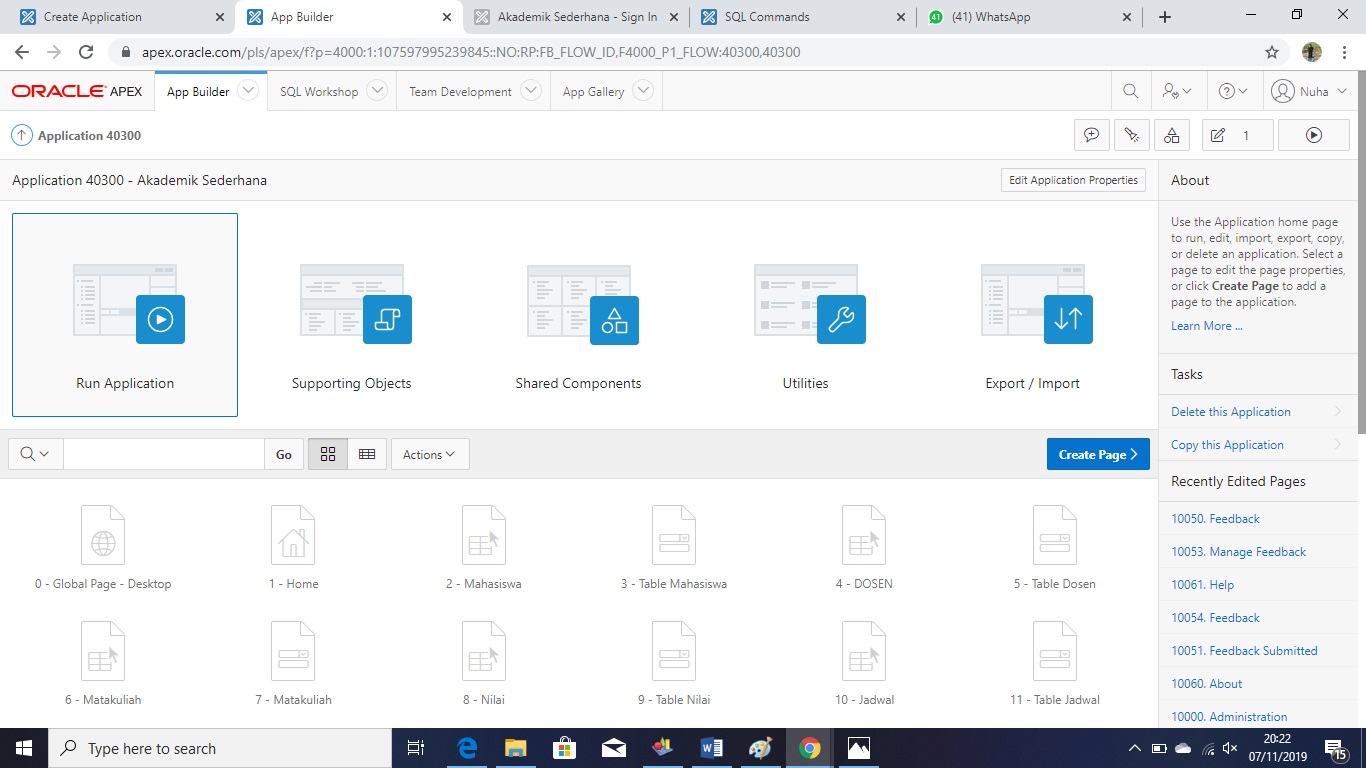 Create Application
App Builder
Akademik Sederhana - Sign In
SQL Commands
41
(41) WhatsApp
apex.oracle.com/pls/apex/f?p=4000:1:107597995239845::NO:RP:FB_FLOW_ID,F4000_P1_FLOW:40300,40300
ORACLE APEX
App Builder
SQL Workshop
Team Development
App Gallery
Nuha
Application 40300
1
Application 40300 - Akademik Sederhana
Edit Application Properties
About
Run Application
Supporting Objects
Shared Components
Utilities
Export / Import
Use the Application home page
to run, edit, import, export, copy,
or delete an application. Select a
page to edit the page properties,
or click Create Page to add a
page to the application.
Learn More ...
Tasks
Delete this Application
Copy this Application
Go
Actions
Create Page
Recently Edited Pages
10050. Feedback
10053. Manage Feedback
10061. Help
10054. Feedback
10051. Feedback Submitted
10060. About
10000. Administration
0 - Global Page - Desktop
1 - Home
2 - Mahasiswa
3 - Table Mahasiswa
4 - DOSEN
5 - Table Dosen
6 - Matakuliah
7 - Matakuliah
8 - Nilai
9 - Table Nilai
10 - Jadwal
11 - Table Jadwal
Type here to search
20:22
07/11/2019
15